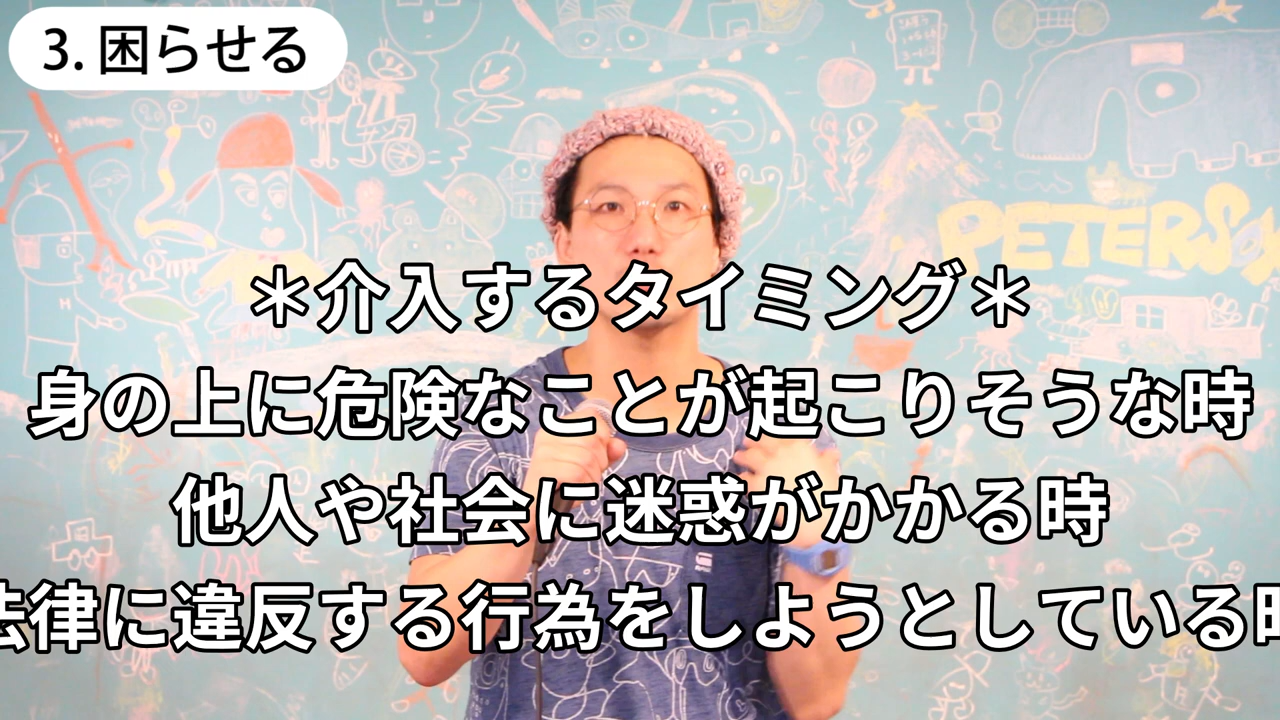 3. 困らせる
PETERSOX
＊介入するタイミング＊
身の上に危険なことが起こりそうな時
他人や社会に迷惑がかかる時
法律に違反する行為をしようとしている時